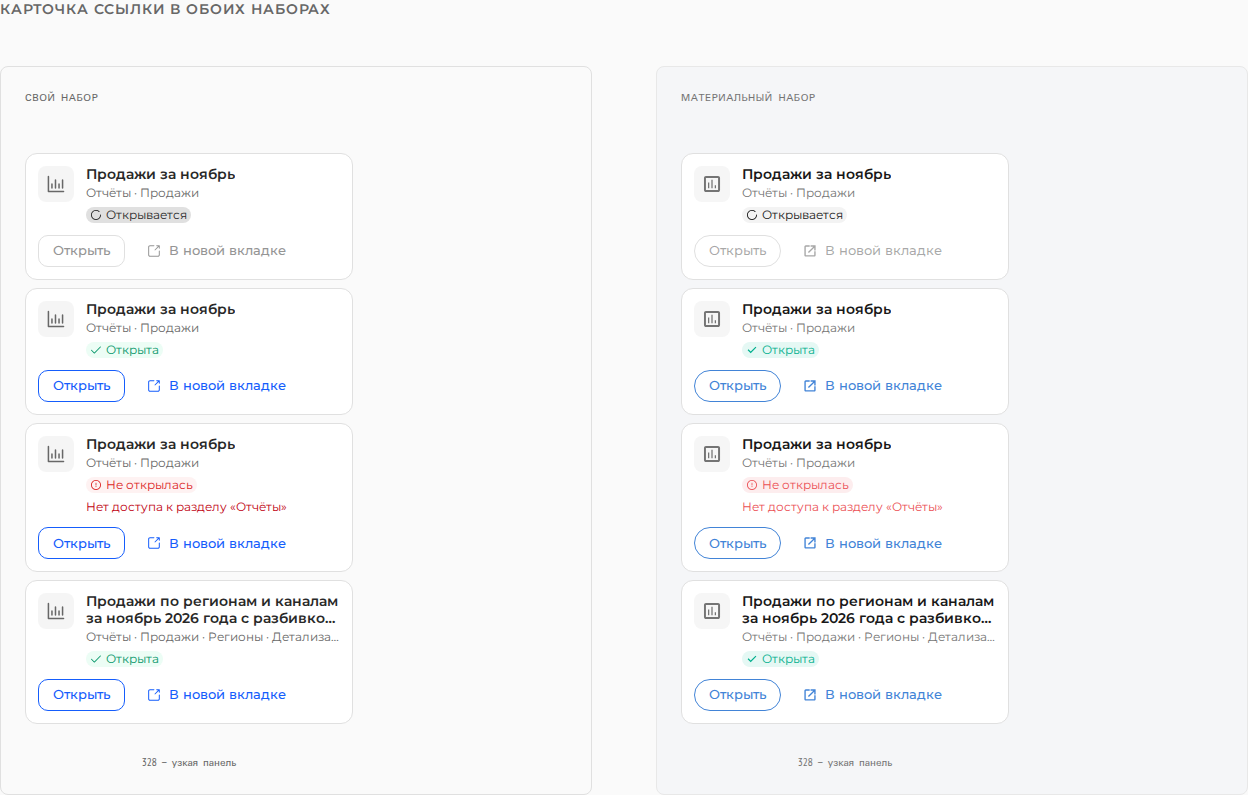 КАРТОЧКА ССЫЛКИ В ОБОИХ НАБОРАХ
СВОЙ НАБОР
Продажи за ноябрь
Отчёты · Продажи
Открывается
Открыть
В новой вкладке
Продажи за ноябрь
Отчёты · Продажи
Открыта
Открыть
В новой вкладке
Продажи за ноябрь
Отчёты · Продажи
Не открылась
Нет доступа к разделу «Отчёты»
Открыть
В новой вкладке
Продажи по регионам и каналам
за ноябрь 2026 года с разбивко...
Отчёты · Продажи · Регионы · Детализа...
Открыта
Открыть
В новой вкладке
328 — узкая панель
МАТЕРИАЛЬНЫЙ НАБОР
Продажи за ноябрь
Отчёты · Продажи
Открывается
Открыть
В новой вкладке
Продажи за ноябрь
Отчёты · Продажи
Открыта
Открыть
В новой вкладке
Продажи за ноябрь
Отчёты · Продажи
Не открылась
Нет доступа к разделу «Отчёты»
Открыть
В новой вкладке
Продажи по регионам и каналам
за ноябрь 2026 года с разбивко...
Отчёты · Продажи · Регионы · Детализа...
Открыта
Открыть
В новой вкладке
328 — узкая панель